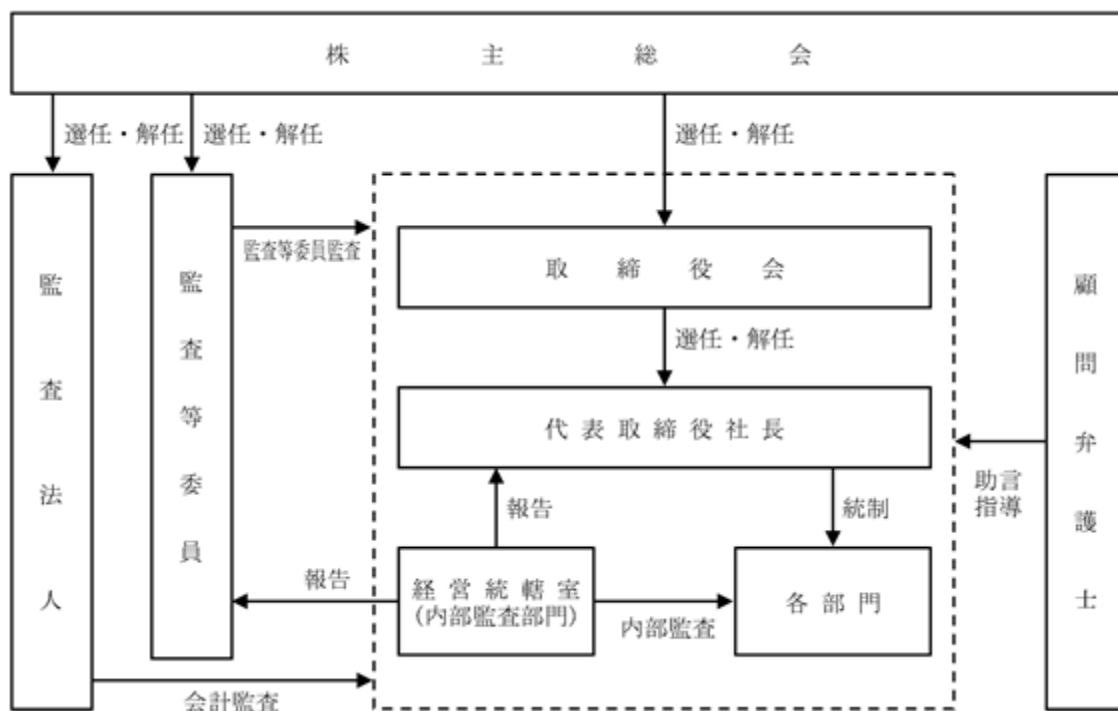 株主総会
選任・解任
選任・解任
選任・解任
監査法人
監査等委員
監査等委員監査
取締役会
選任・解任
代表取締役社長
顧問弁護士
助言
指導
報告
統制
報告
経営統轄室
(内部監査部門)
内部監査
各部門
会計監査